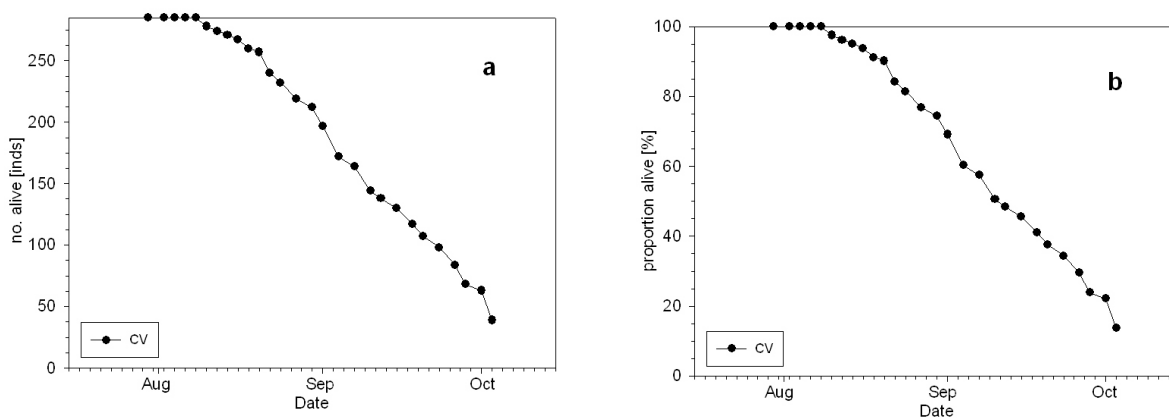 a
no. alive [inds]
250
200
150
100
50
0
CV
Aug
Sep
Oct
Date
b
proportion alive [%]
100
80
60
40
20
0
CV
Aug
Sep
Oct
Date